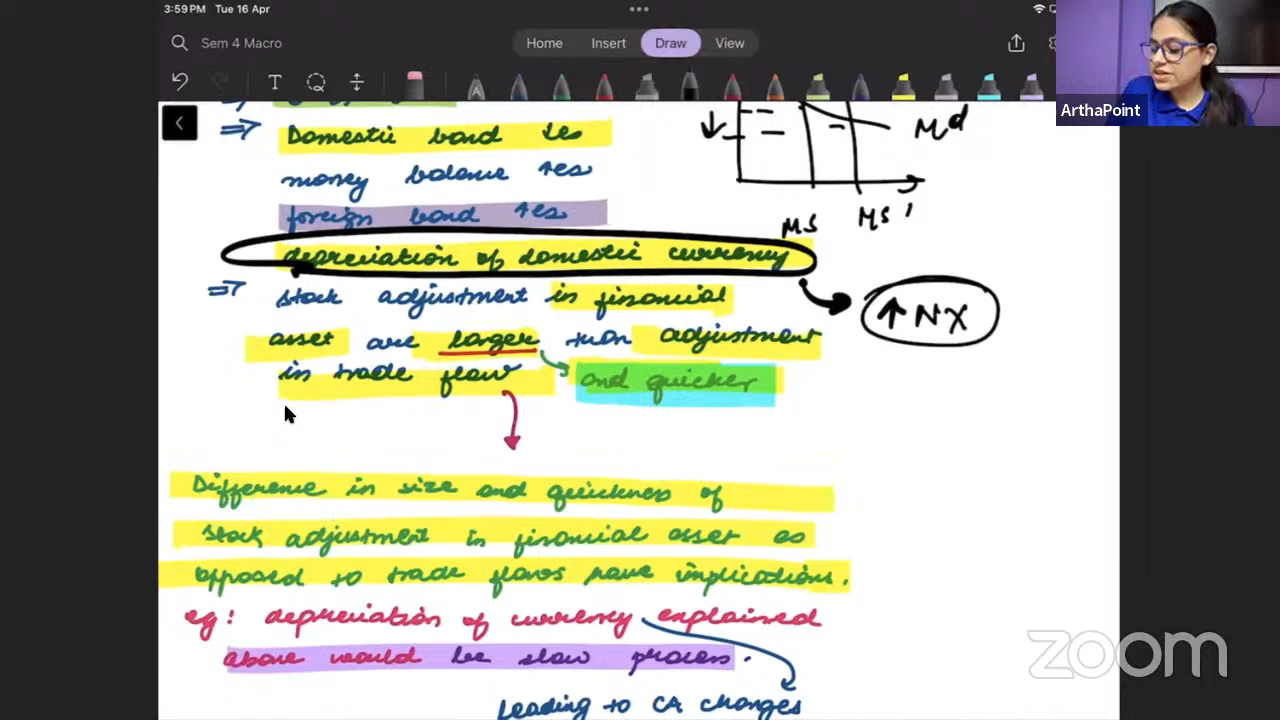 3:59 PM Tue 16 Apr
Sem 4 Macro
Home Insert Draw View
ArthaPoint
T
A
⇒ Domestic bond ↓es
money balance ↑es
foreign bond ↑es
depreciation of domestic currency
⇒ stock adjustment in financial
asset are larger than adjustment
in trade flow and quicker
Md
MS MS'
↑ NX
Difference in size and quickness of
stock adjustment in financial asset as
opposed to trade flows have implications.
eg: depreciation of currency explained
above would be slow process.
leading to CA changes
zoom